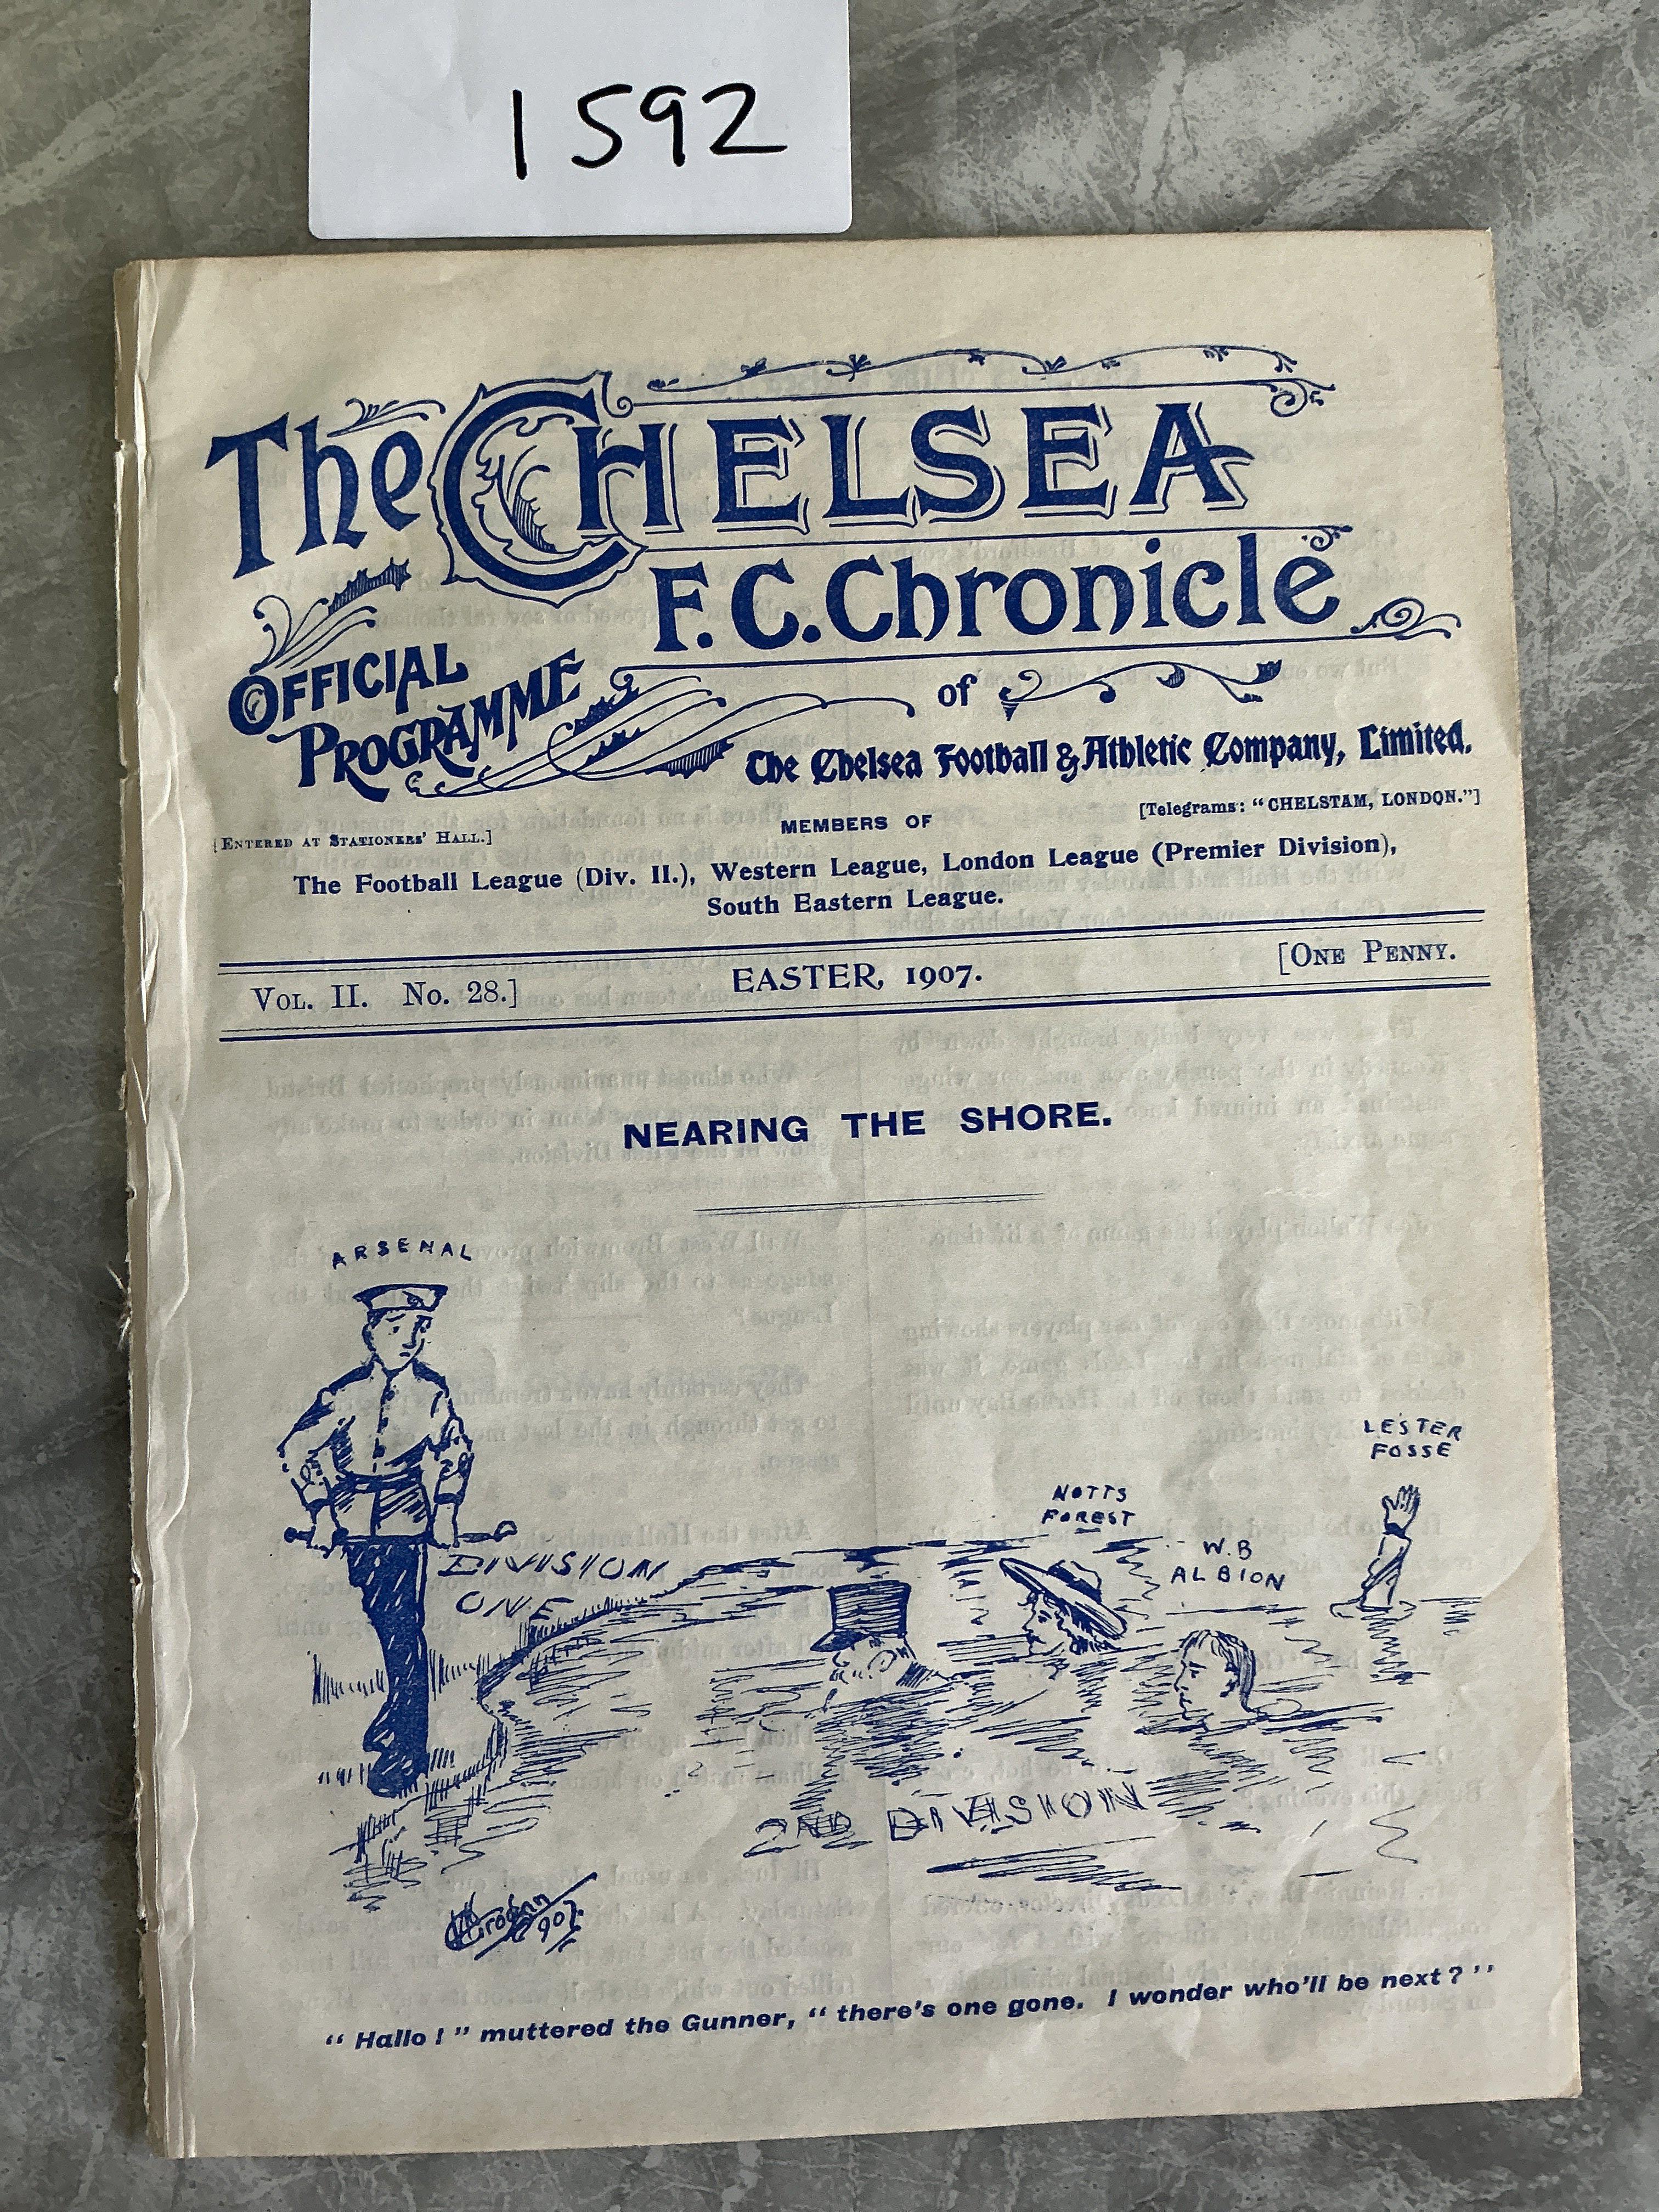 1592
The CHELSEA
F.C. Chronicle
OFFICIAL
PROGRAMME
of
The Chelsea Football & Athletic Company, Limited.
[ENTERED AT STATIONERS' HALL.]
MEMBERS OF
[Telegrams: "CHELSTAM, LONDON."]
The Football League (Div. II.), Western League, London League (Premier Division),
South Eastern League.
VOL. II. No. 28.] EASTER, 1907. [ONE PENNY.
NEARING THE SHORE.
ARSENAL
LESTER
FOSSE
NOTTS
FOREST
W.B
ALBION
DIVISION
ONE
2ND DIVISION
1907
"Hallo!" muttered the Gunner, "there's one gone. I wonder who'll be next?"